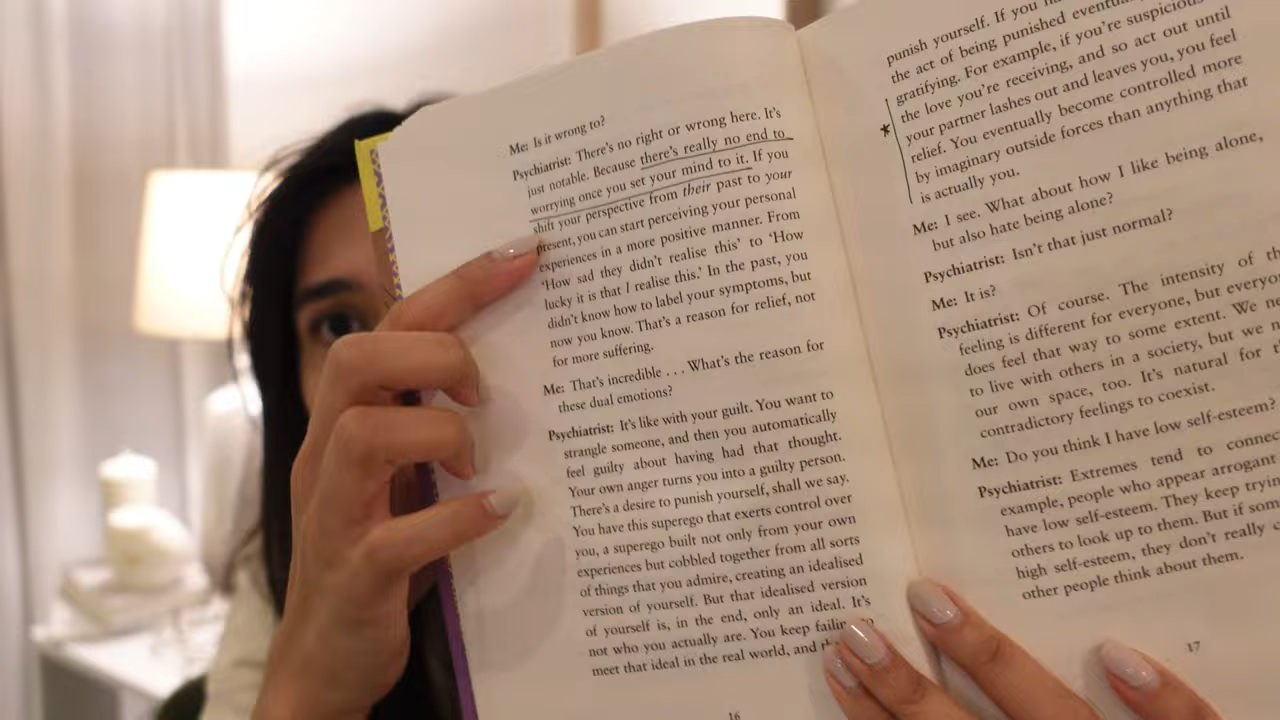 Me: Is it wrong to?
Psychiatrist: There's no right or wrong here. It's
just notable. Because there's really no end to
worrying once you set your mind to it. If you
shift your perspective from their past to your
present, you can start perceiving your personal
experiences in a more positive manner. From
'How sad they didn't realise this' to 'How
lucky it is that I realise this.' In the past, you
didn't know how to label your symptoms, but
now you know. That's a reason for relief, not
for more suffering.
Me: That's incredible . . . What's the reason for
these dual emotions?
Psychiatrist: It's like with your guilt. You want to
strangle someone, and then you automatically
feel guilty about having had that thought.
Your own anger turns you into a guilty person.
There's a desire to punish yourself, shall we say.
You have this superego that exerts control over
you, a superego built not only from your own
experiences but cobbled together from all sorts
of things that you admire, creating an idealised
version of yourself. But that idealised version
of yourself is, in the end, only an ideal. It's
not who you actually are. You keep
meet that ideal in the real world, and
16
punish yourself. If you
the act of being punished
gratifying. For example, if you're suspicious
the love you're receiving, and so act out until
your partner lashes out and leaves you, you feel
relief. You eventually become controlled more
by imaginary outside forces than anything that
is actually you.
Me: I see. What about how I like being alone,
but also hate being alone?
Psychiatrist: Isn't that just normal?
Me: It is?
Psychiatrist: Of course. The intensity of
feeling is different for everyone, but
does feel that way to some extent. We
to live with others in a society, but we
our own space, too. It's natural for
contradictory feelings to coexist.
Me: Do you think I have low self-esteem?
Psychiatrist: Extremes tend to
example, people who appear arrogant
have low self-esteem. They keep
others to look up to them. But if
high self-esteem, they don't really
other people think about them.
17